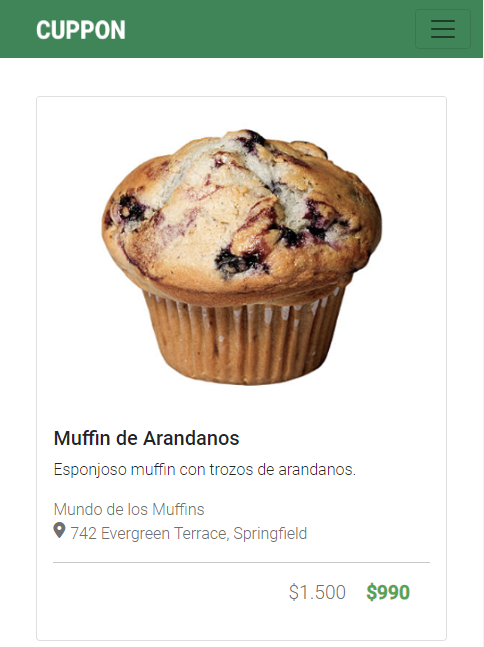 CUPPON
Muffin de Arandanos
Esponjoso muffin con trozos de arandanos.
Mundo de los Muffins
742 Evergreen Terrace, Springfield
$1.500 $990